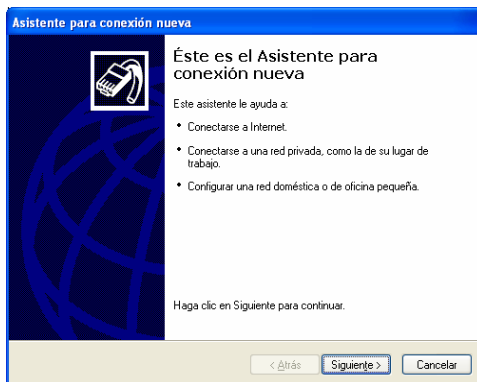 Asistente para conexión nueva
Éste es el Asistente para
conexión nueva
Este asistente le ayuda a:
• Conectarse a Internet.
• Conectarse a una red privada, como la de su lugar de
trabajo.
• Configurar una red doméstica o de oficina pequeña.
Haga clic en Siguiente para continuar.
< Atrás Siguiente > Cancelar